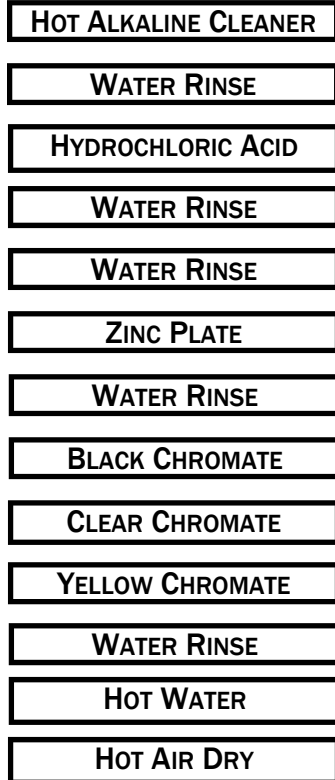 HOT ALKALINE CLEANER
WATER RINSE
HYDROCHLORIC ACID
WATER RINSE
WATER RINSE
ZINC PLATE
WATER RINSE
BLACK CHROMATE
CLEAR CHROMATE
YELLOW CHROMATE
WATER RINSE
HOT WATER
HOT AIR DRY